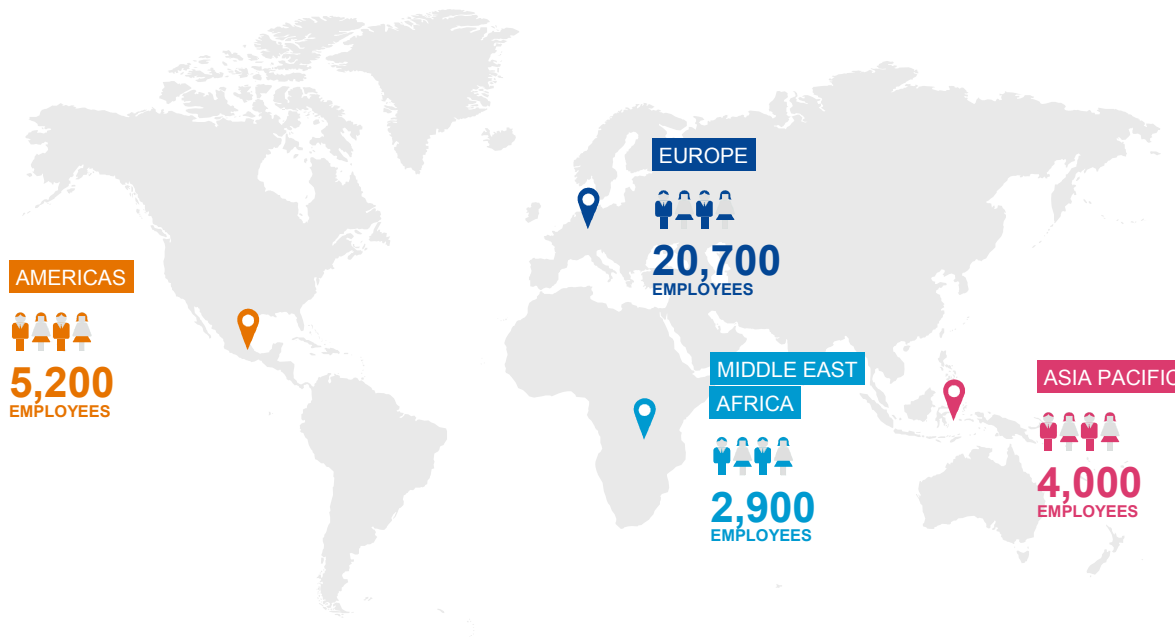 EUROPE
20,700
EMPLOYEES
AMERICAS
5,200
EMPLOYEES
MIDDLE EAST
AFRICA
2,900
EMPLOYEES
ASIA PACIFIC
4,000
EMPLOYEES